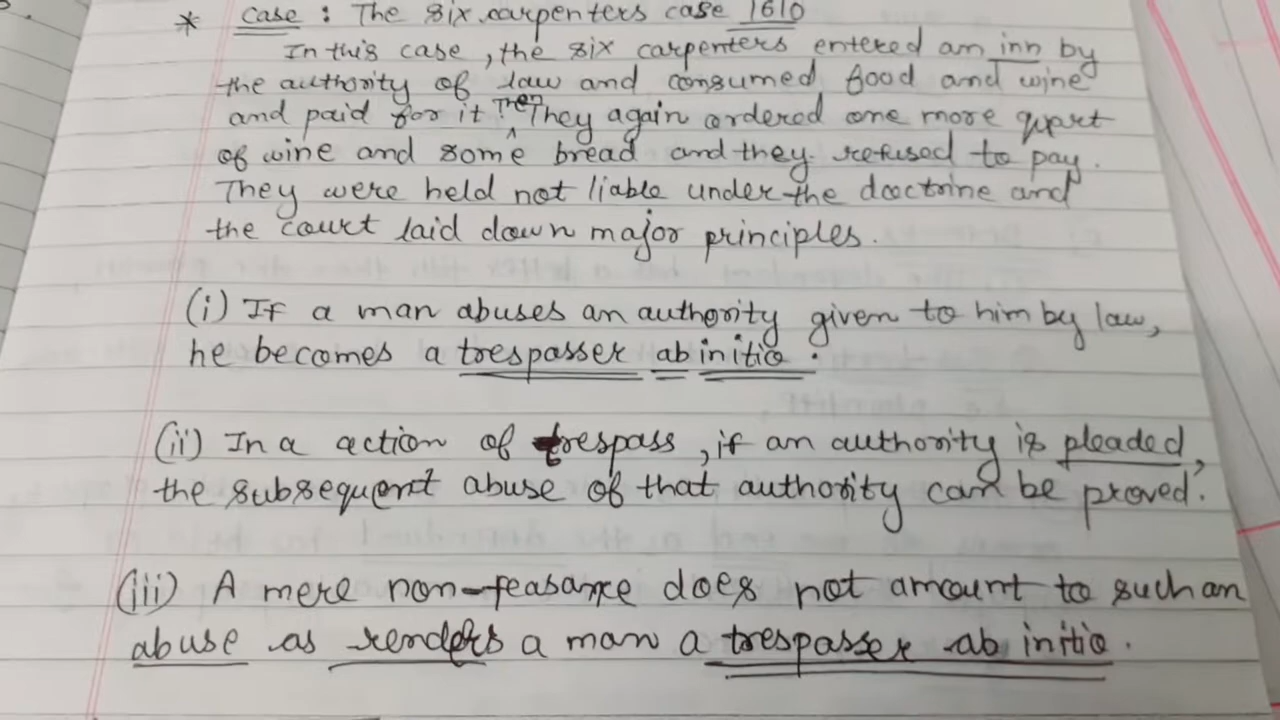 * Case : The six carpenters case 1610
In this case, the six carpenters entered an inn by
the authority of law and consumed food and wine
and paid for it. Then They again ordered one more quart
of wine and some bread and they refused to pay.
They were held not liable under the doctrine and
the court laid down major principles.
(i) If a man abuses an authority given to him by law,
he becomes a trespasser ab initio.
(ii) In a action of trespass, if an authority is pleaded,
the subsequent abuse of that authority can be proved.
(iii) A mere non-feasance does not amount to such an
abuse as renders a man a trespasser ab initio.